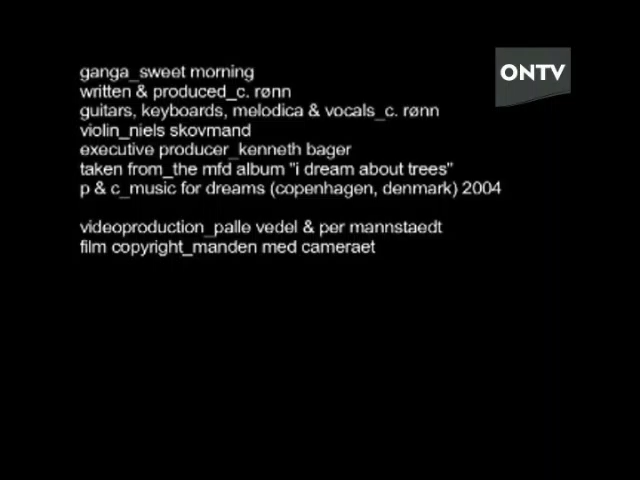 ONTV
ganga_sweet morning
written & produced_c. rønn
guitars, keyboards, melodica & vocals_c. rønn
violin_niels skovmand
executive producer_kenneth bager
taken from_the mfd album "i dream about trees"
p & c_music for dreams (copenhagen, denmark) 2004
videoproduction_palle vedel & per mannstaedt
film copyright_manden med cameraet